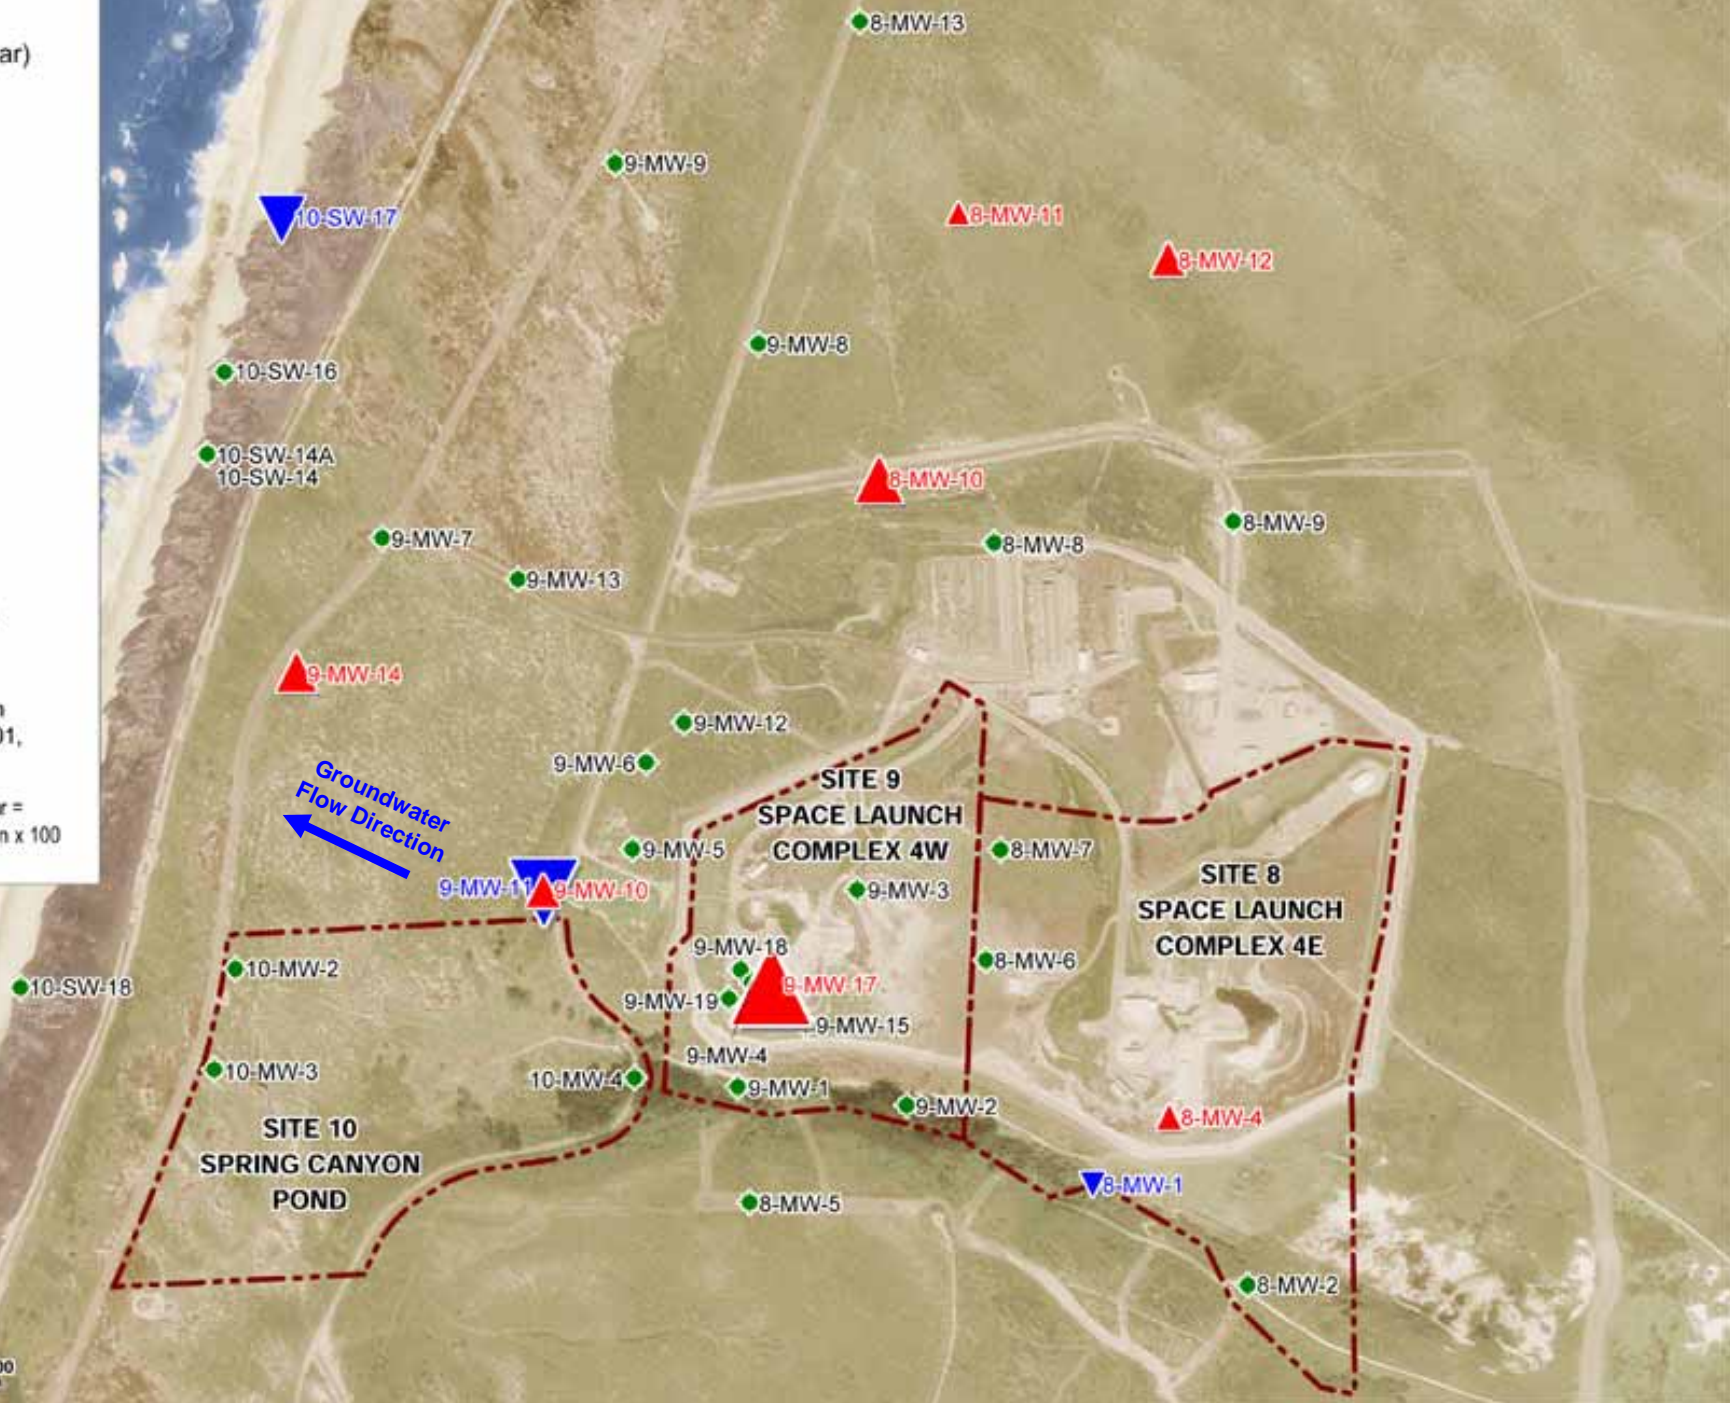 ar)
01,
n x 100
8-MW-13
9-MW-9
10-SW-17
8-MW-11
8-MW-12
9-MW-8
10-SW-16
10-SW-14A
10-SW-14
8-MW-10
8-MW-9
9-MW-7
8-MW-8
9-MW-13
9-MW-14
9-MW-12
9-MW-6
Groundwater
Flow Direction
SITE 9
SPACE LAUNCH
COMPLEX 4W
9-MW-5
8-MW-7
9-MW-11
9-MW-10
9-MW-3
SITE 8
SPACE LAUNCH
COMPLEX 4E
9-MW-18
10-MW-2
8-MW-6
10-SW-18
9-MW-17
9-MW-19
9-MW-15
9-MW-4
10-MW-3
10-MW-4
9-MW-1
9-MW-2
8-MW-4
SITE 10
SPRING CANYON
POND
8-MW-1
8-MW-5
8-MW-2